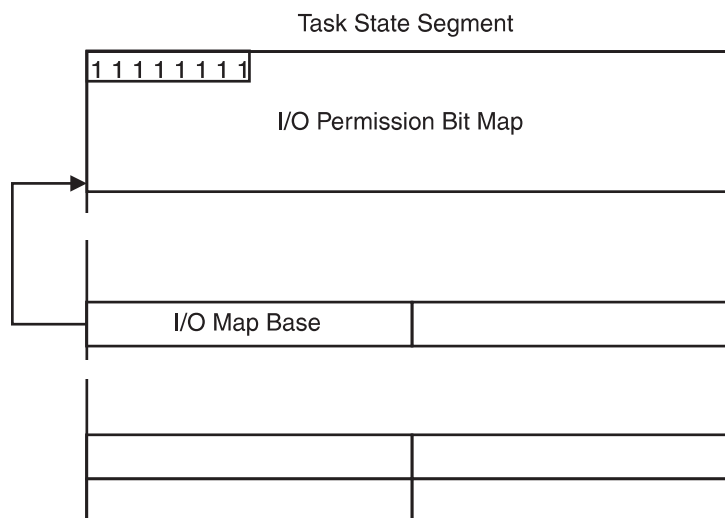 Task State Segment
1 1 1 1 1 1 1 1
I/O Permission Bit Map
I/O Map Base